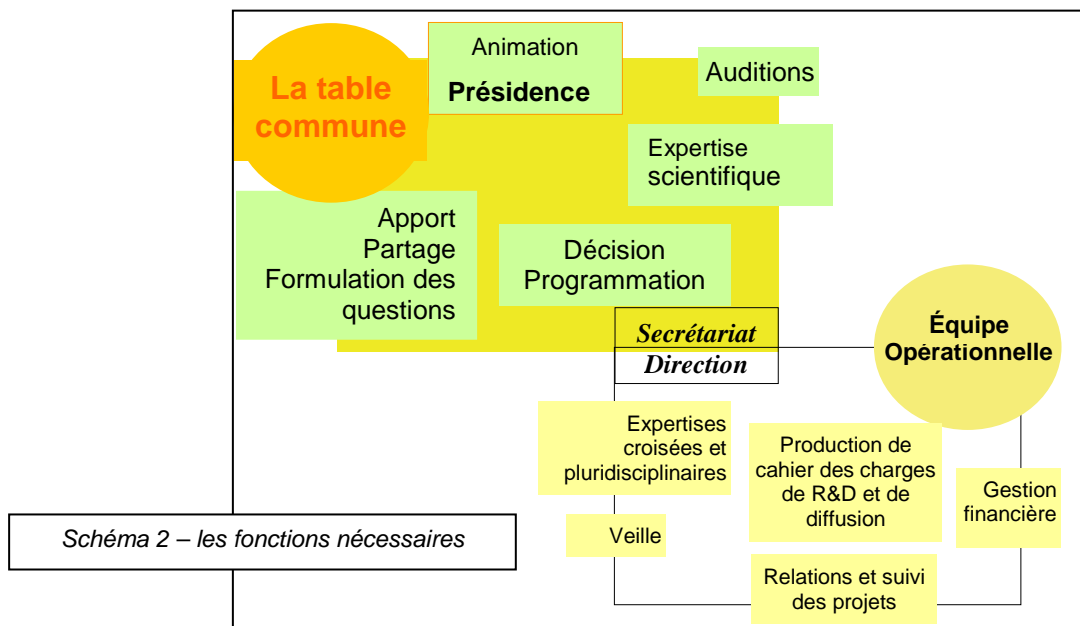 La table
commune
Animation
Présidence
Auditions
Expertise
scientifique
Apport
Partage
Formulation des
questions
Décision
Programmation
Secrétariat
Direction
Équipe
Opérationnelle
Expertises
croisées et
pluridisciplinaires
Production de
cahier des charges
de R&D et de
diffusion
Gestion
financière
Veille
Relations et suivi
des projets
Schéma 2 – les fonctions nécessaires